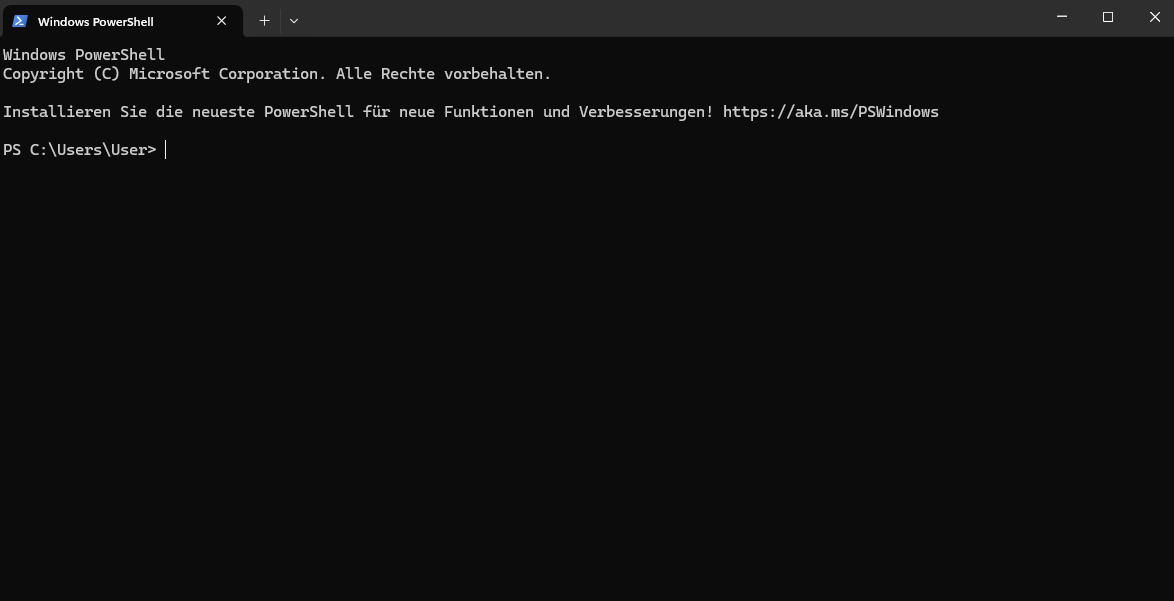 Windows PowerShell
Windows PowerShell
Copyright (C) Microsoft Corporation. Alle Rechte vorbehalten.
Installieren Sie die neueste PowerShell für neue Funktionen und Verbesserungen! https://aka.ms/PSWindows
PS C:\Users\User>